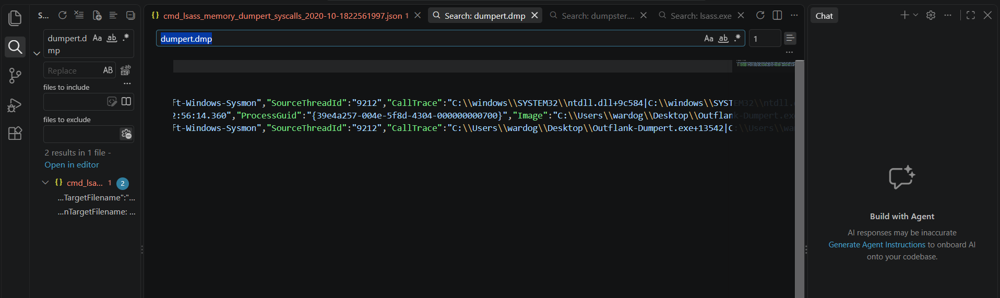 S...
dumpert.d
mp
Aa ab .*
Replace
AB
files to include
files to exclude
2 results in 1 file -
Open in editor
{} cmd_lsa... 1 2
...TargetFilename":"...
...nTargetFilename: ...
{} cmd_lsass_memory_dumpert_syscalls_2020-10-1822561997.json 1
Search: dumpert.dmp
Search: dumpster....
Search: lsass.exe
dumpert.dmp
Aa ab .*
1
ft-Windows-Sysmon","SourceThreadId":"9212","CallTrace":"C:\\windows\\SYSTEM32\\ntdll.dll+9c584|C:\\windows\\SYSTEM32\\ntdll.
2:56:14.360","ProcessGuid":"{39e4a257-004e-5f8d-4304-000000000700}","Image":"C:\\Users\\wardog\\Desktop\\Outflank-Dumpert.exe
ft-Windows-Sysmon","SourceThreadId":"9212","CallTrace":"C:\\Users\\wardog\\Desktop\\Outflank-Dumpert.exe+13542|C:\\Users\\wa
Chat
Build with Agent
AI responses may be inaccurate
Generate Agent Instructions to onboard AI
onto your codebase.